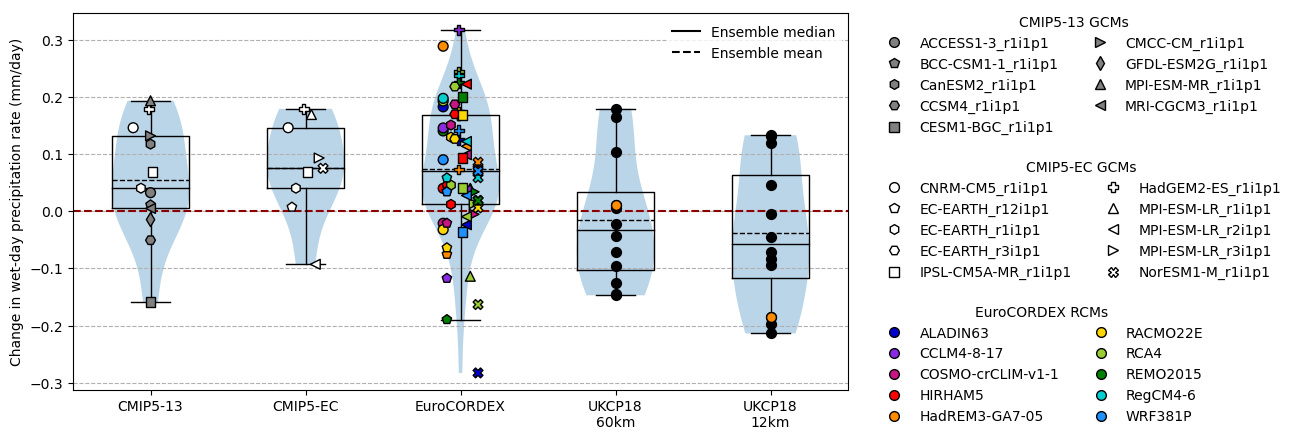 Change in wet-day precipitation rate (mm/day)
0.3
0.2
0.1
0.0
−0.1
−0.2
−0.3
CMIP5-13
CMIP5-EC
EuroCORDEX
UKCP18
60km
UKCP18
12km
Ensemble median
Ensemble mean
CMIP5-13 GCMs
ACCESS1-3_r1i1p1
BCC-CSM1-1_r1i1p1
CanESM2_r1i1p1
CCSM4_r1i1p1
CESM1-BGC_r1i1p1
CMCC-CM_r1i1p1
GFDL-ESM2G_r1i1p1
MPI-ESM-MR_r1i1p1
MRI-CGCM3_r1i1p1
CMIP5-EC GCMs
CNRM-CM5_r1i1p1
EC-EARTH_r12i1p1
EC-EARTH_r1i1p1
EC-EARTH_r3i1p1
IPSL-CM5A-MR_r1i1p1
HadGEM2-ES_r1i1p1
MPI-ESM-LR_r1i1p1
MPI-ESM-LR_r2i1p1
MPI-ESM-LR_r3i1p1
NorESM1-M_r1i1p1
EuroCORDEX RCMs
ALADIN63
CCLM4-8-17
COSMO-crCLIM-v1-1
HIRHAM5
HadREM3-GA7-05
RACMO22E
RCA4
REMO2015
RegCM4-6
WRF381P